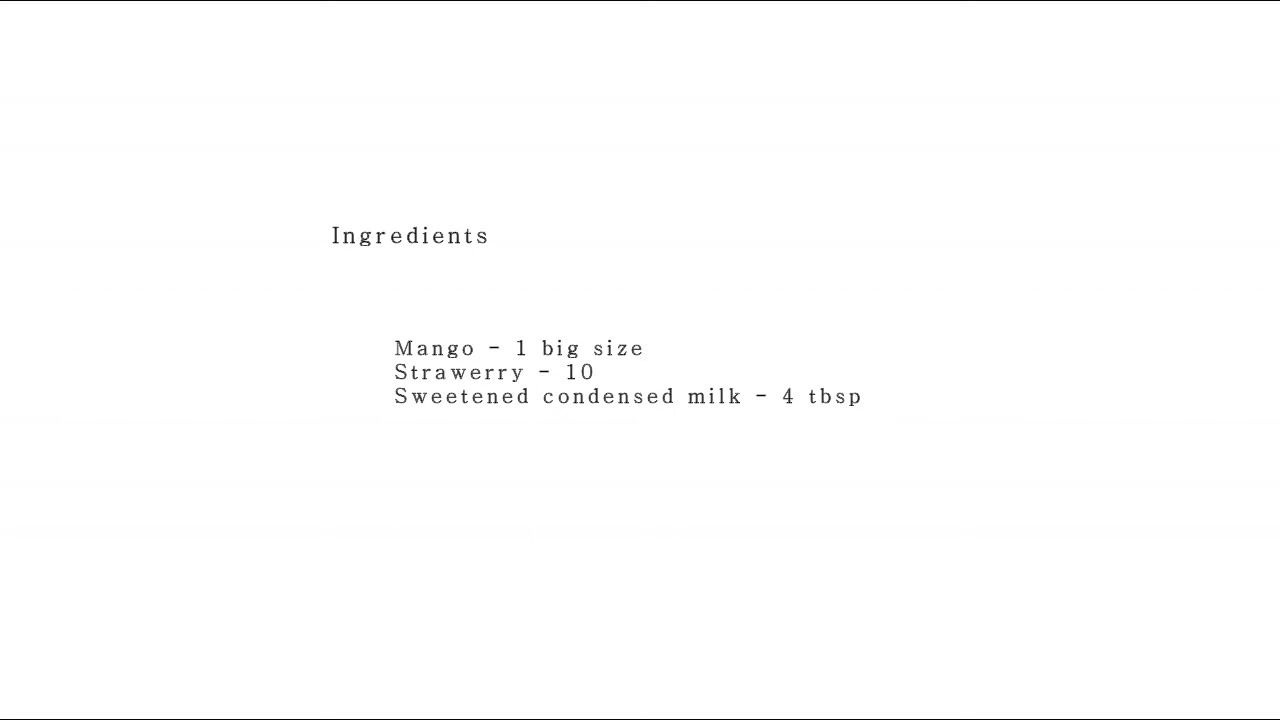 Ingredients
Mango - 1 big size
Strawerry - 10
Sweetened condensed milk - 4 tbsp